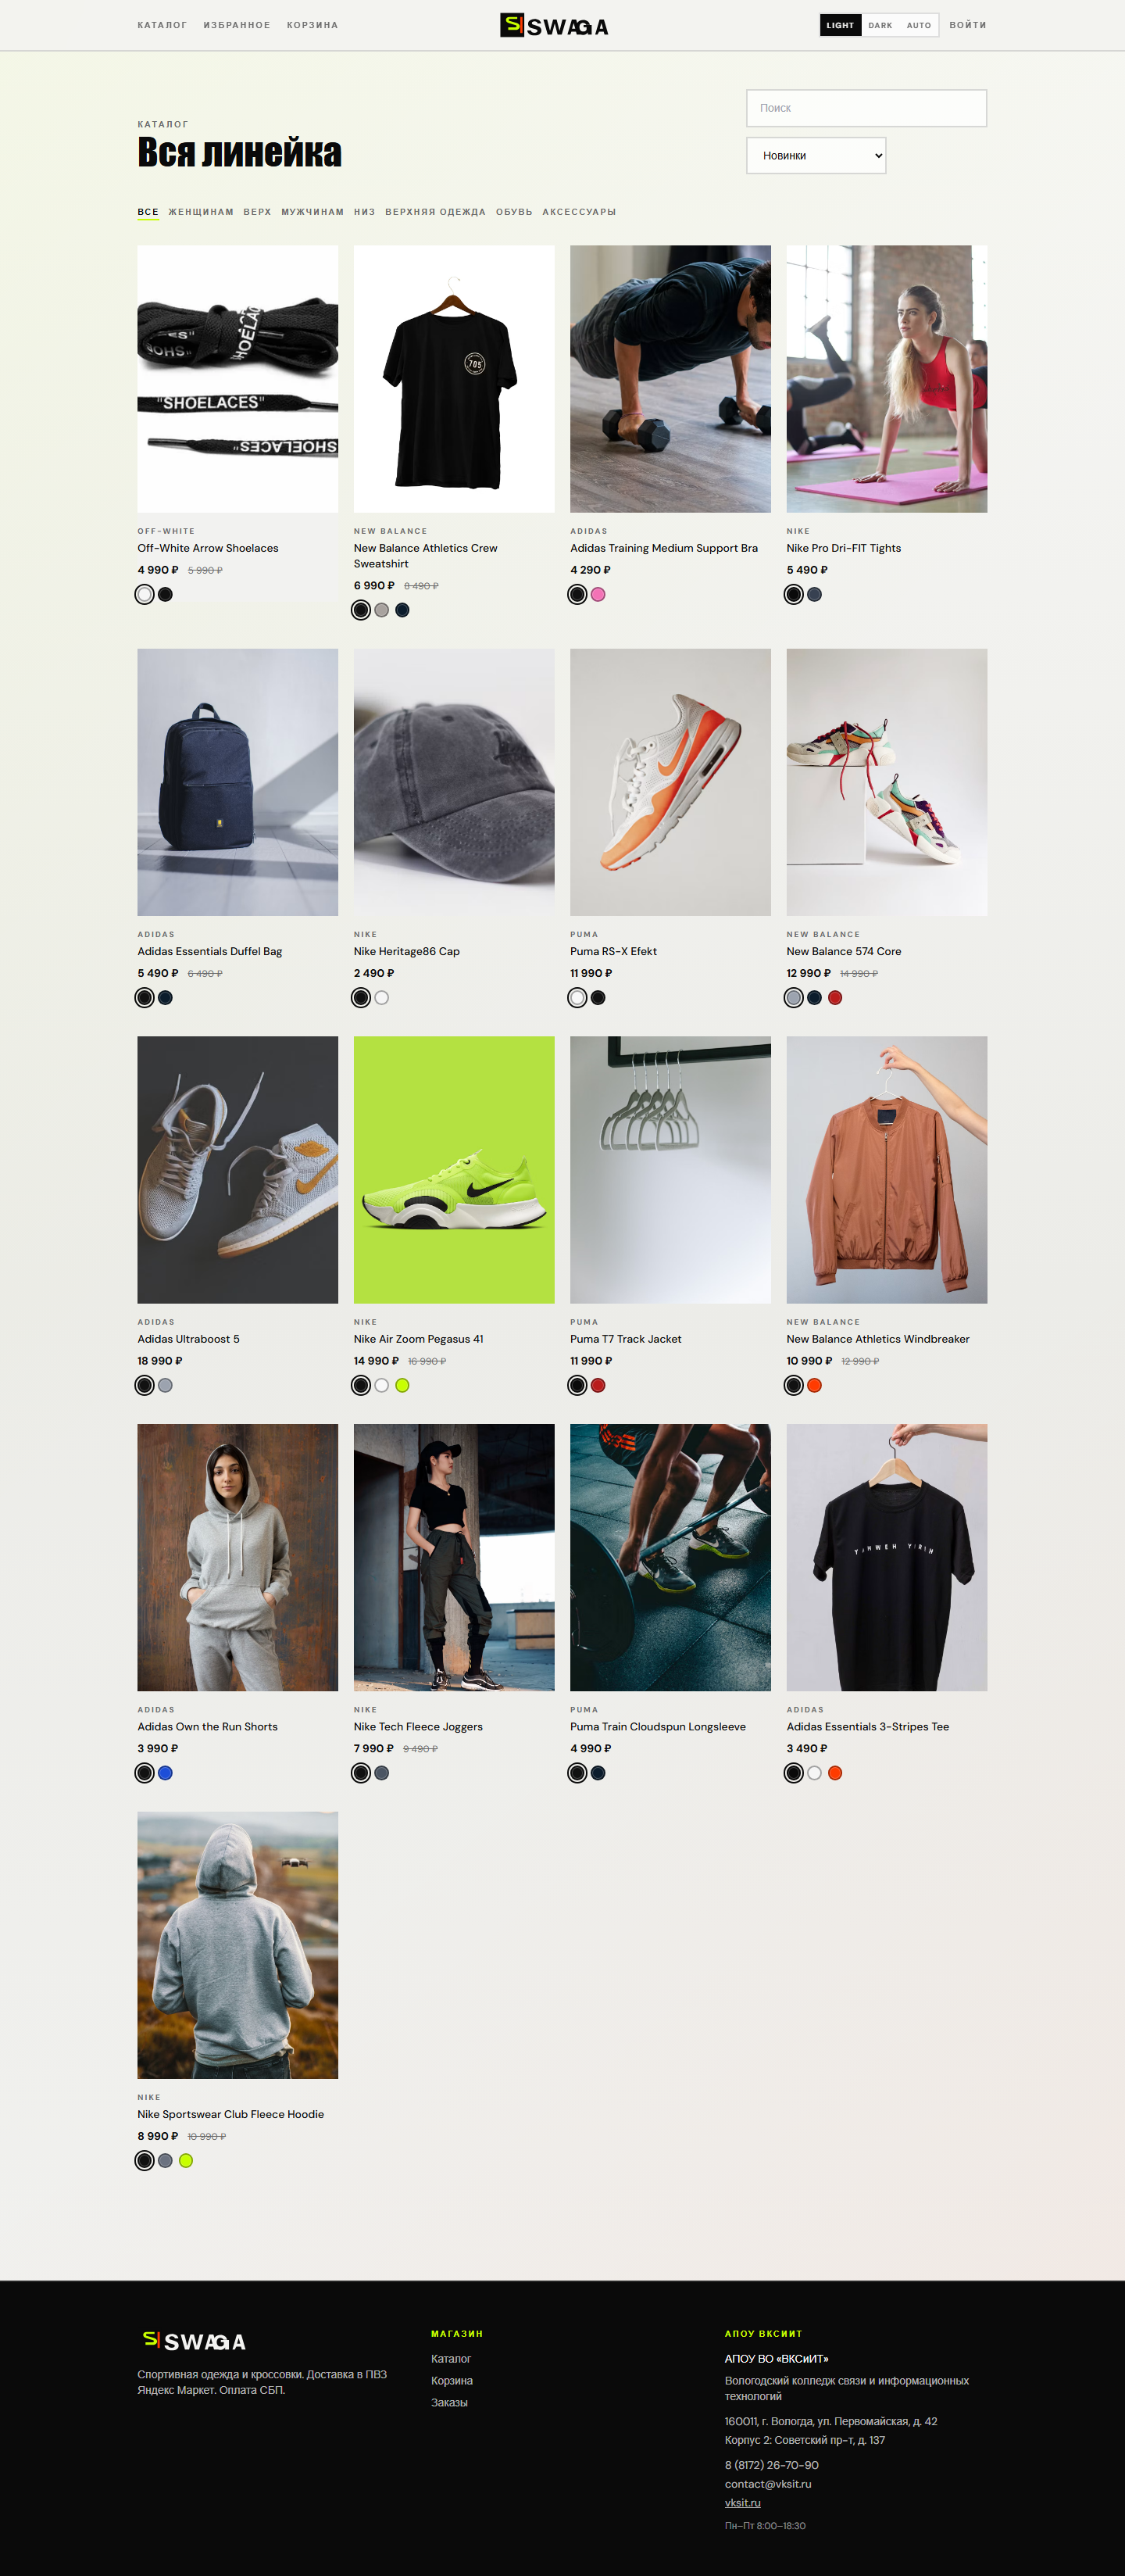 КАТАЛОГ ИЗБРАННОЕ КОРЗИНА
SWAGA
LIGHT DARK AUTO ВОЙТИ
КАТАЛОГ
Вся линейка
Поиск
Новинки
ВСЕ ЖЕНЩИНАМ ВЕРХ МУЖЧИНАМ НИЗ ВЕРХНЯЯ ОДЕЖДА ОБУВЬ АКСЕССУАРЫ
"SHOELACES"
SHOELACES
705
OFF-WHITE
Off-White Arrow Shoelaces
4 990 ₽ 5 990 ₽
NEW BALANCE
New Balance Athletics Crew
Sweatshirt
6 990 ₽ 8 490 ₽
ADIDAS
Adidas Training Medium Support Bra
4 290 ₽
NIKE
Nike Pro Dri-FIT Tights
5 490 ₽
ADIDAS
Adidas Essentials Duffel Bag
5 490 ₽ 6 490 ₽
NIKE
Nike Heritage86 Cap
2 490 ₽
PUMA
Puma RS-X Efekt
11 990 ₽
NEW BALANCE
New Balance 574 Core
12 990 ₽ 14 990 ₽
ADIDAS
Adidas Ultraboost 5
18 990 ₽
NIKE
Nike Air Zoom Pegasus 41
14 990 ₽ 16 990 ₽
PUMA
Puma T7 Track Jacket
11 990 ₽
NEW BALANCE
New Balance Athletics Windbreaker
10 990 ₽ 12 990 ₽
YAHWEH YIRIH
ADIDAS
Adidas Own the Run Shorts
3 990 ₽
NIKE
Nike Tech Fleece Joggers
7 990 ₽ 9 490 ₽
PUMA
Puma Train Cloudspun Longsleeve
4 990 ₽
ADIDAS
Adidas Essentials 3-Stripes Tee
3 490 ₽
NIKE
Nike Sportswear Club Fleece Hoodie
8 990 ₽ 10 990 ₽
SWAGA
Спортивная одежда и кроссовки. Доставка в ПВЗ
Яндекс Маркет. Оплата СБП.
МАГАЗИН
Каталог
Корзина
Заказы
АПОУ ВКСИИТ
АПОУ ВО «ВКСиИТ»
Вологодский колледж связи и информационных
технологий
160011, г. Вологда, ул. Первомайская, д. 42
Корпус 2: Советский пр-т, д. 137
8 (8172) 26-70-90
contact@vksit.ru
vksit.ru
Пн–Пт 8:00–18:30